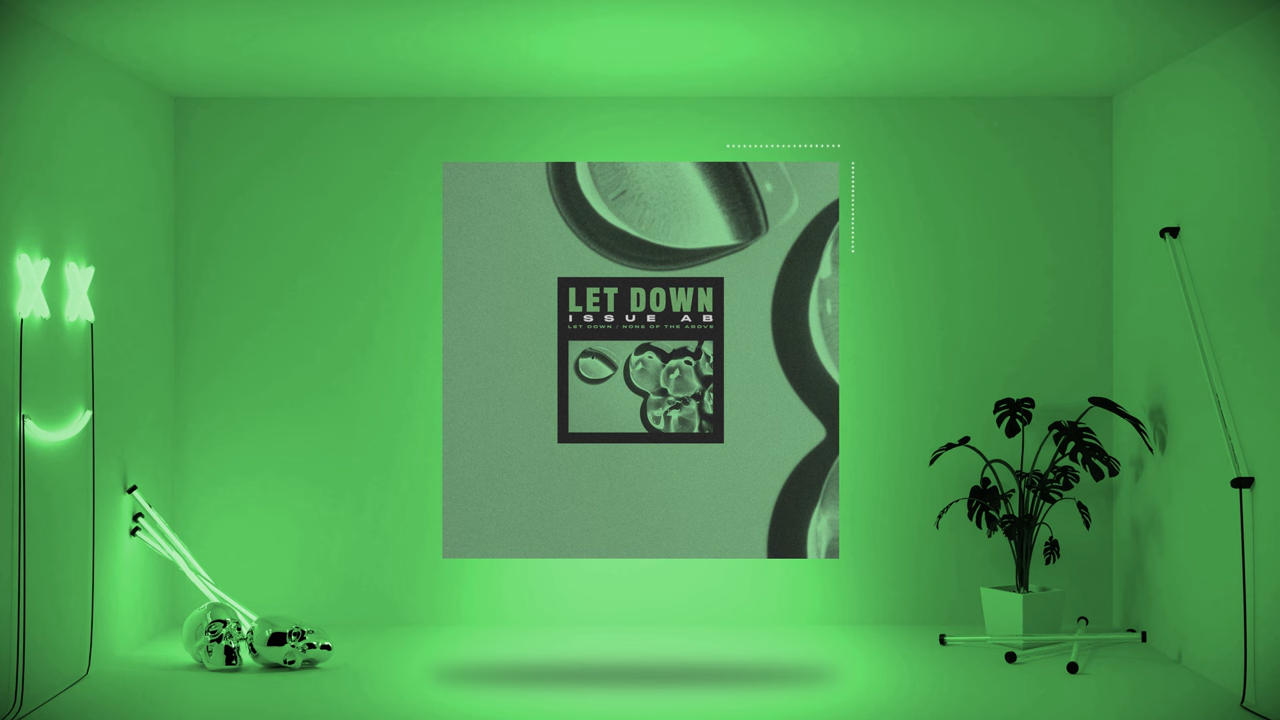 LET DOWN
ISSUE AB
LET DOWN / NONE OF THE ABOVE